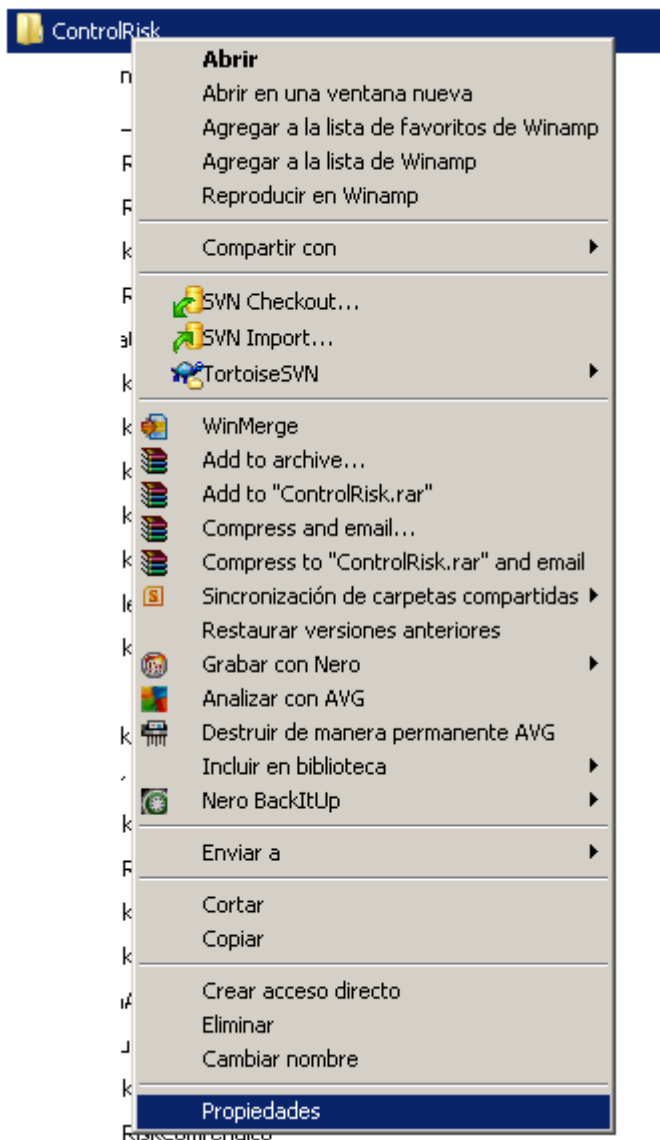 ControlRisk
Abrir
Abrir en una ventana nueva
Agregar a la lista de favoritos de Winamp
Agregar a la lista de Winamp
Reproducir en Winamp
Compartir con
SVN Checkout...
SVN Import...
TortoiseSVN
WinMerge
Add to archive...
Add to "ControlRisk.rar"
Compress and email...
Compress to "ControlRisk.rar" and email
Sincronización de carpetas compartidas
Restaurar versiones anteriores
Grabar con Nero
Analizar con AVG
Destruir de manera permanente AVG
Incluir en biblioteca
Nero BackItUp
Enviar a
Cortar
Copiar
Crear acceso directo
Eliminar
Cambiar nombre
Propiedades